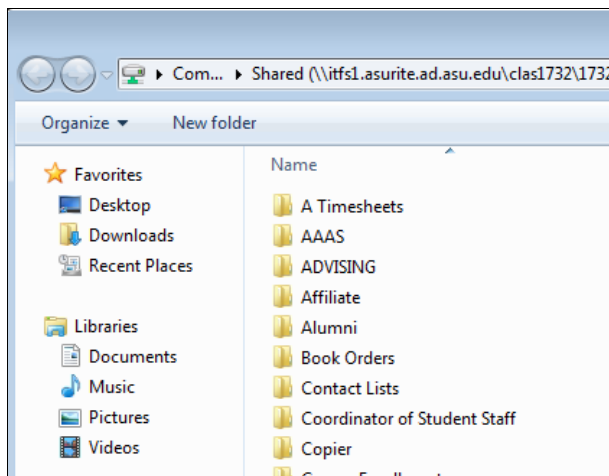 Com... Shared (\\itfs1.asurite.ad.asu.edu\clas1732\1732
Organize New folder
Favorites
Desktop
Downloads
Recent Places
Libraries
Documents
Music
Pictures
Videos
Name
A Timesheets
AAAS
ADVISING
Affiliate
Alumni
Book Orders
Contact Lists
Coordinator of Student Staff
Copier